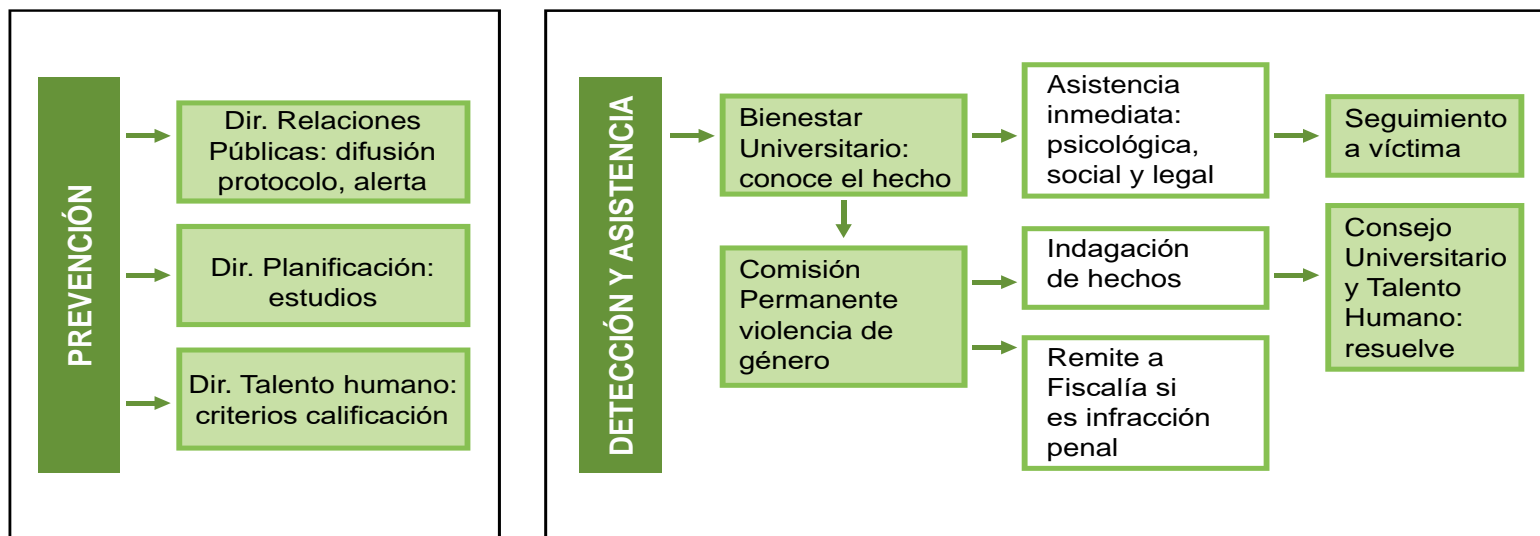 PREVENCIÓN
Dir. Relaciones
Públicas: difusión
protocolo, alerta
Dir. Planificación:
estudios
Dir. Talento humano:
criterios calificación
DETECCIÓN Y ASISTENCIA
Bienestar
Universitario:
conoce el hecho
Asistencia
inmediata:
psicológica,
social y legal
Seguimiento
a víctima
Comisión
Permanente
violencia de
género
Indagación
de hechos
Consejo
Universitario
y Talento
Humano:
resuelve
Remite a
Fiscalía si
es infracción
penal